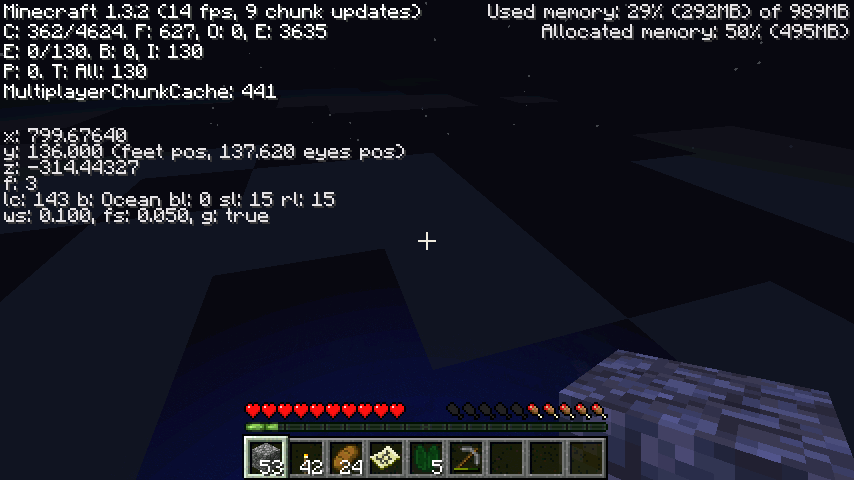 Minecraft 1.3.2 (14 fps, 9 chunk updates)
C: 362/4624. F: 627, O: 0, E: 3635
E: 0/130. B: 0, I: 130
P: 0. T: All: 130
MultiplayerChunkCache: 441
Used memory: 29% (292MB) of 989MB
Allocated memory: 50% (495MB)
x: 799.67640
y: 136.000 (feet pos, 137.620 eyes pos)
z: -314.44327
f: 3
lc: 143 b: Ocean bl: 0 sl: 15 rl: 15
ws: 0.100, fs: 0.050, g: true
53 42 24 5